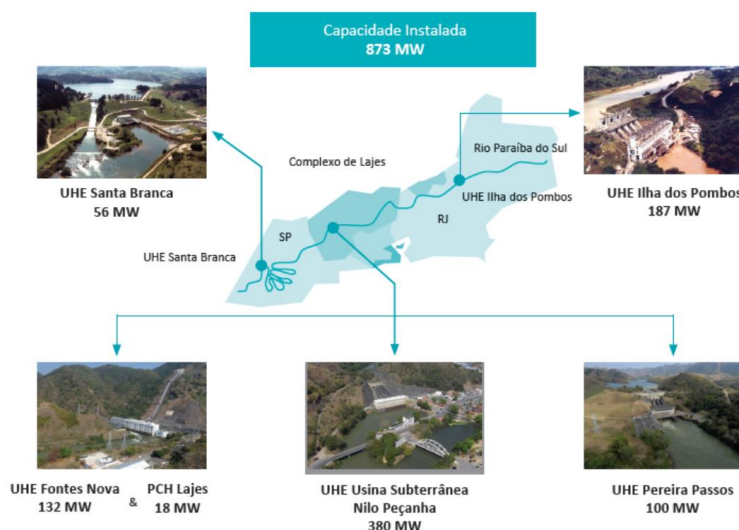 Capacidade Instalada
873 MW
Rio Paraíba do Sul
Complexo de Lajes
UHE Santa Branca
56 MW
UHE Ilha dos Pombos
UHE Ilha dos Pombos
187 MW
RJ
SP
UHE Santa Branca
UHE Fontes Nova & PCH Lajes
132 MW 18 MW
UHE Usina Subterrânea
Nilo Peçanha
380 MW
UHE Pereira Passos
100 MW